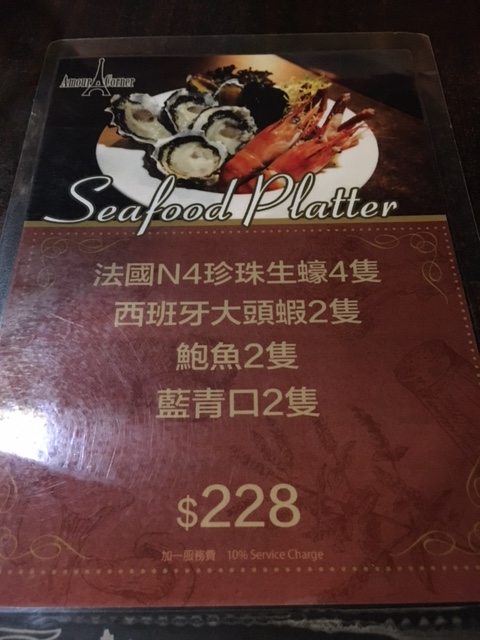 Amour Corner
Seafood Platter
法國N4珍珠生蠔4隻
西班牙大頭蝦2隻
鮑魚2隻
藍青口2隻
$228
加一服務費 10% Service Charge